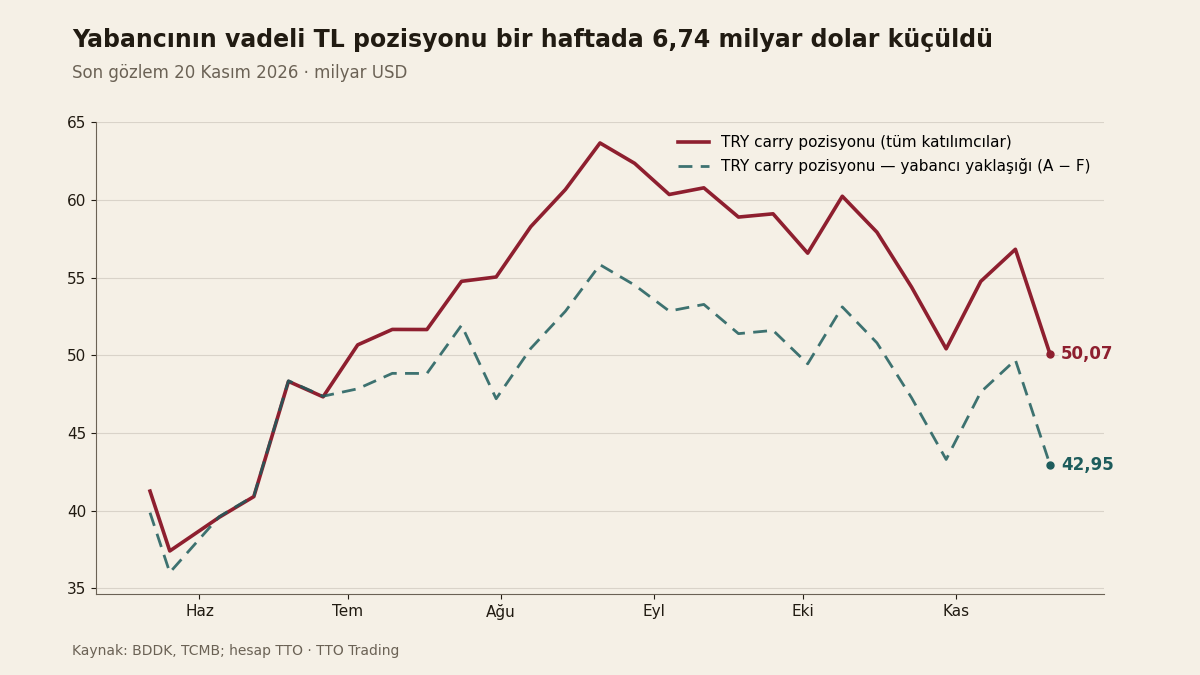 Yabancının vadeli TL pozisyonu bir haftada 6,74 milyar dolar küçüldü
Son gözlem 20 Kasım 2026 · milyar USD
65
60
55
50
45
40
35
TRY carry pozisyonu (tüm katılımcılar)
TRY carry pozisyonu — yabancı yaklaşığı (A − F)
50,07
42,95
Haz Tem Ağu Eyl Eki Kas
Kaynak: BDDK, TCMB; hesap TTO · TTO Trading